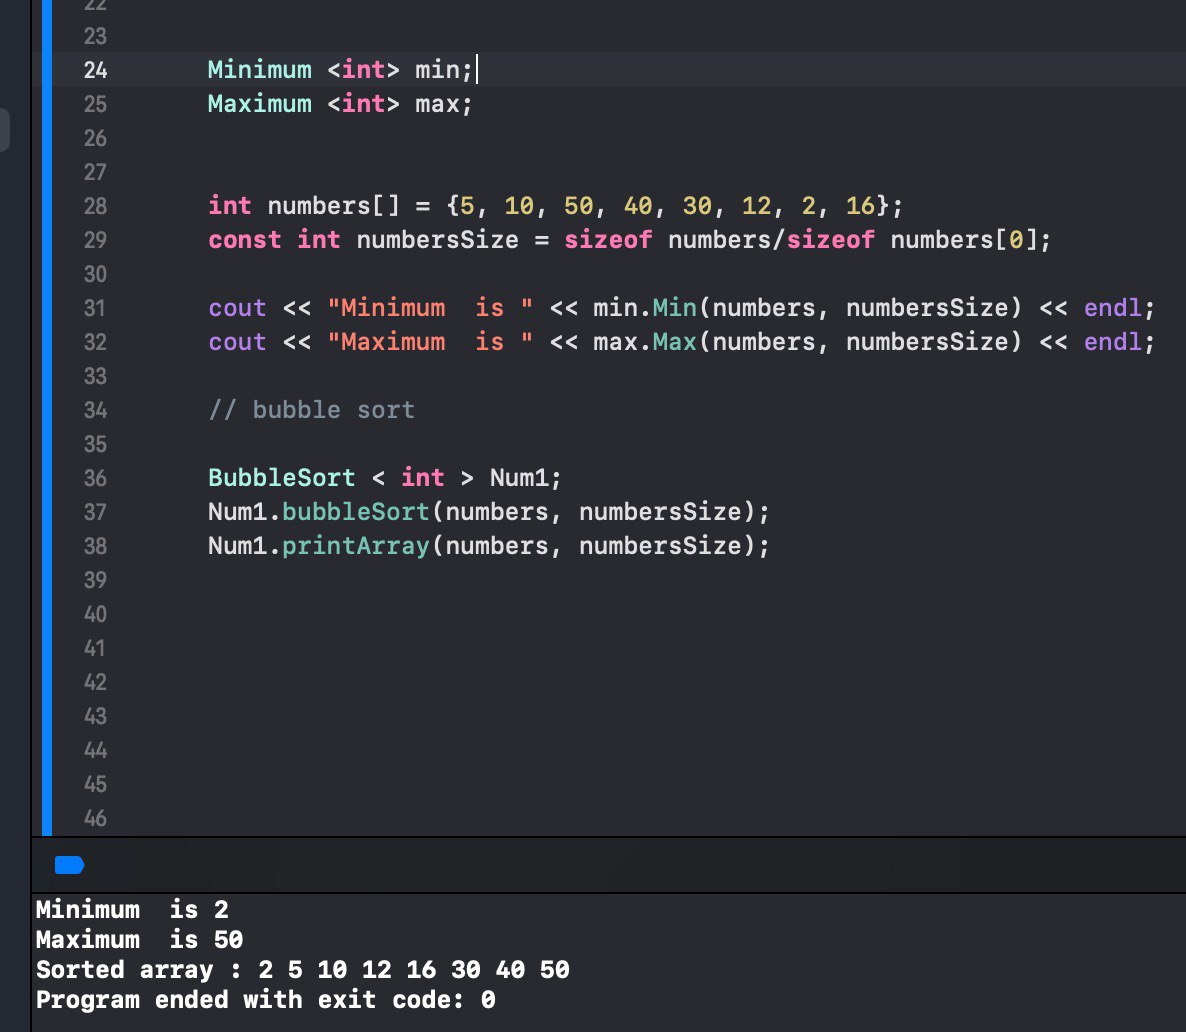 22
23
24 Minimum <int> min;
25 Maximum <int> max;
26
27
28 int numbers[] = {5, 10, 50, 40, 30, 12, 2, 16};
29 const int numbersSize = sizeof numbers/sizeof numbers[0];
30
31 cout << "Minimum  is " << min.Min(numbers, numbersSize) << endl;
32 cout << "Maximum  is " << max.Max(numbers, numbersSize) << endl;
33
34 // bubble sort
35
36 BubbleSort < int > Num1;
37 Num1.bubbleSort(numbers, numbersSize);
38 Num1.printArray(numbers, numbersSize);
39
40
41
42
43
44
45
46
Minimum  is 2
Maximum  is 50
Sorted array : 2 5 10 12 16 30 40 50
Program ended with exit code: 0